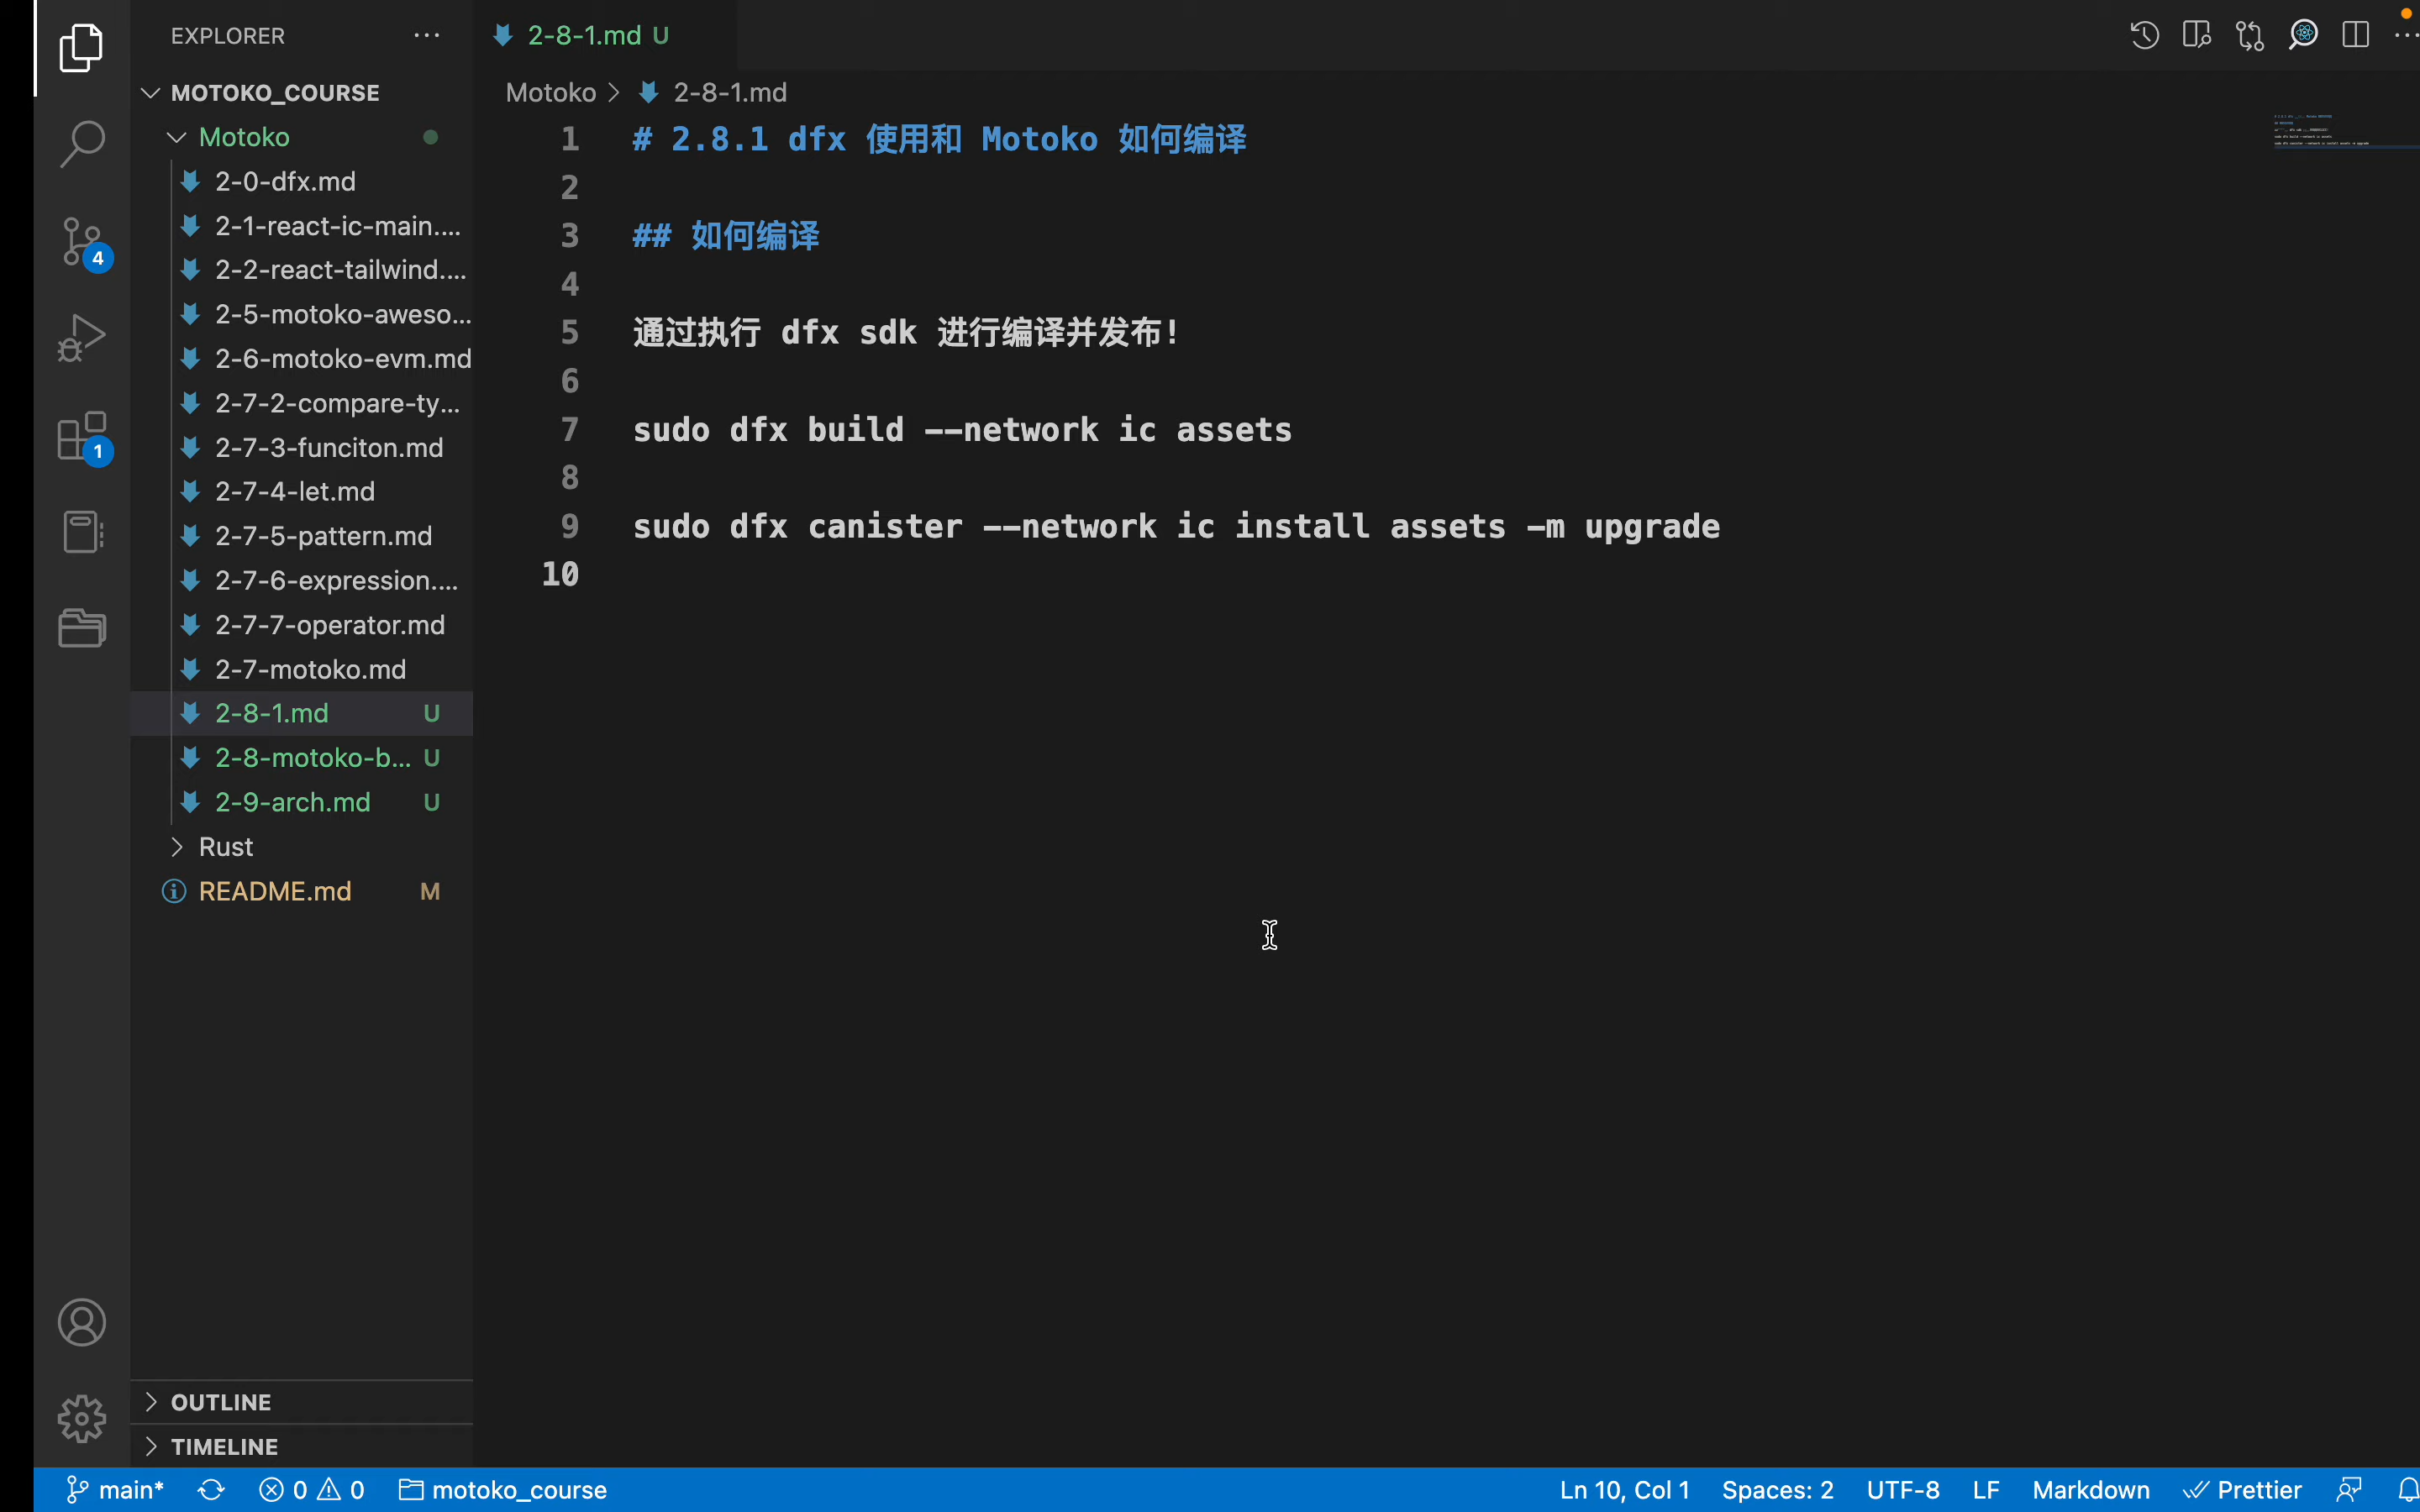 EXPLORER
2-8-1.md U
MOTOKO_COURSE
Motoko
2-0-dfx.md
2-1-react-ic-main....
2-2-react-tailwind....
2-5-motoko-aweso...
2-6-motoko-evm.md
2-7-2-compare-ty...
2-7-3-funciton.md
2-7-4-let.md
2-7-5-pattern.md
2-7-6-expression....
2-7-7-operator.md
2-7-motoko.md
2-8-1.md U
2-8-motoko-b... U
2-9-arch.md U
Rust
README.md M
4
1
OUTLINE
TIMELINE
Motoko > 2-8-1.md
1 # 2.8.1 dfx 使用和 Motoko 如何编译
2
3 ## 如何编译
4
5 通过执行 dfx sdk 进行编译并发布!
6
7 sudo dfx build --network ic assets
8
9 sudo dfx canister --network ic install assets -m upgrade
10
main* 0 0 motoko_course Ln 10, Col 1 Spaces: 2 UTF-8 LF Markdown Prettier